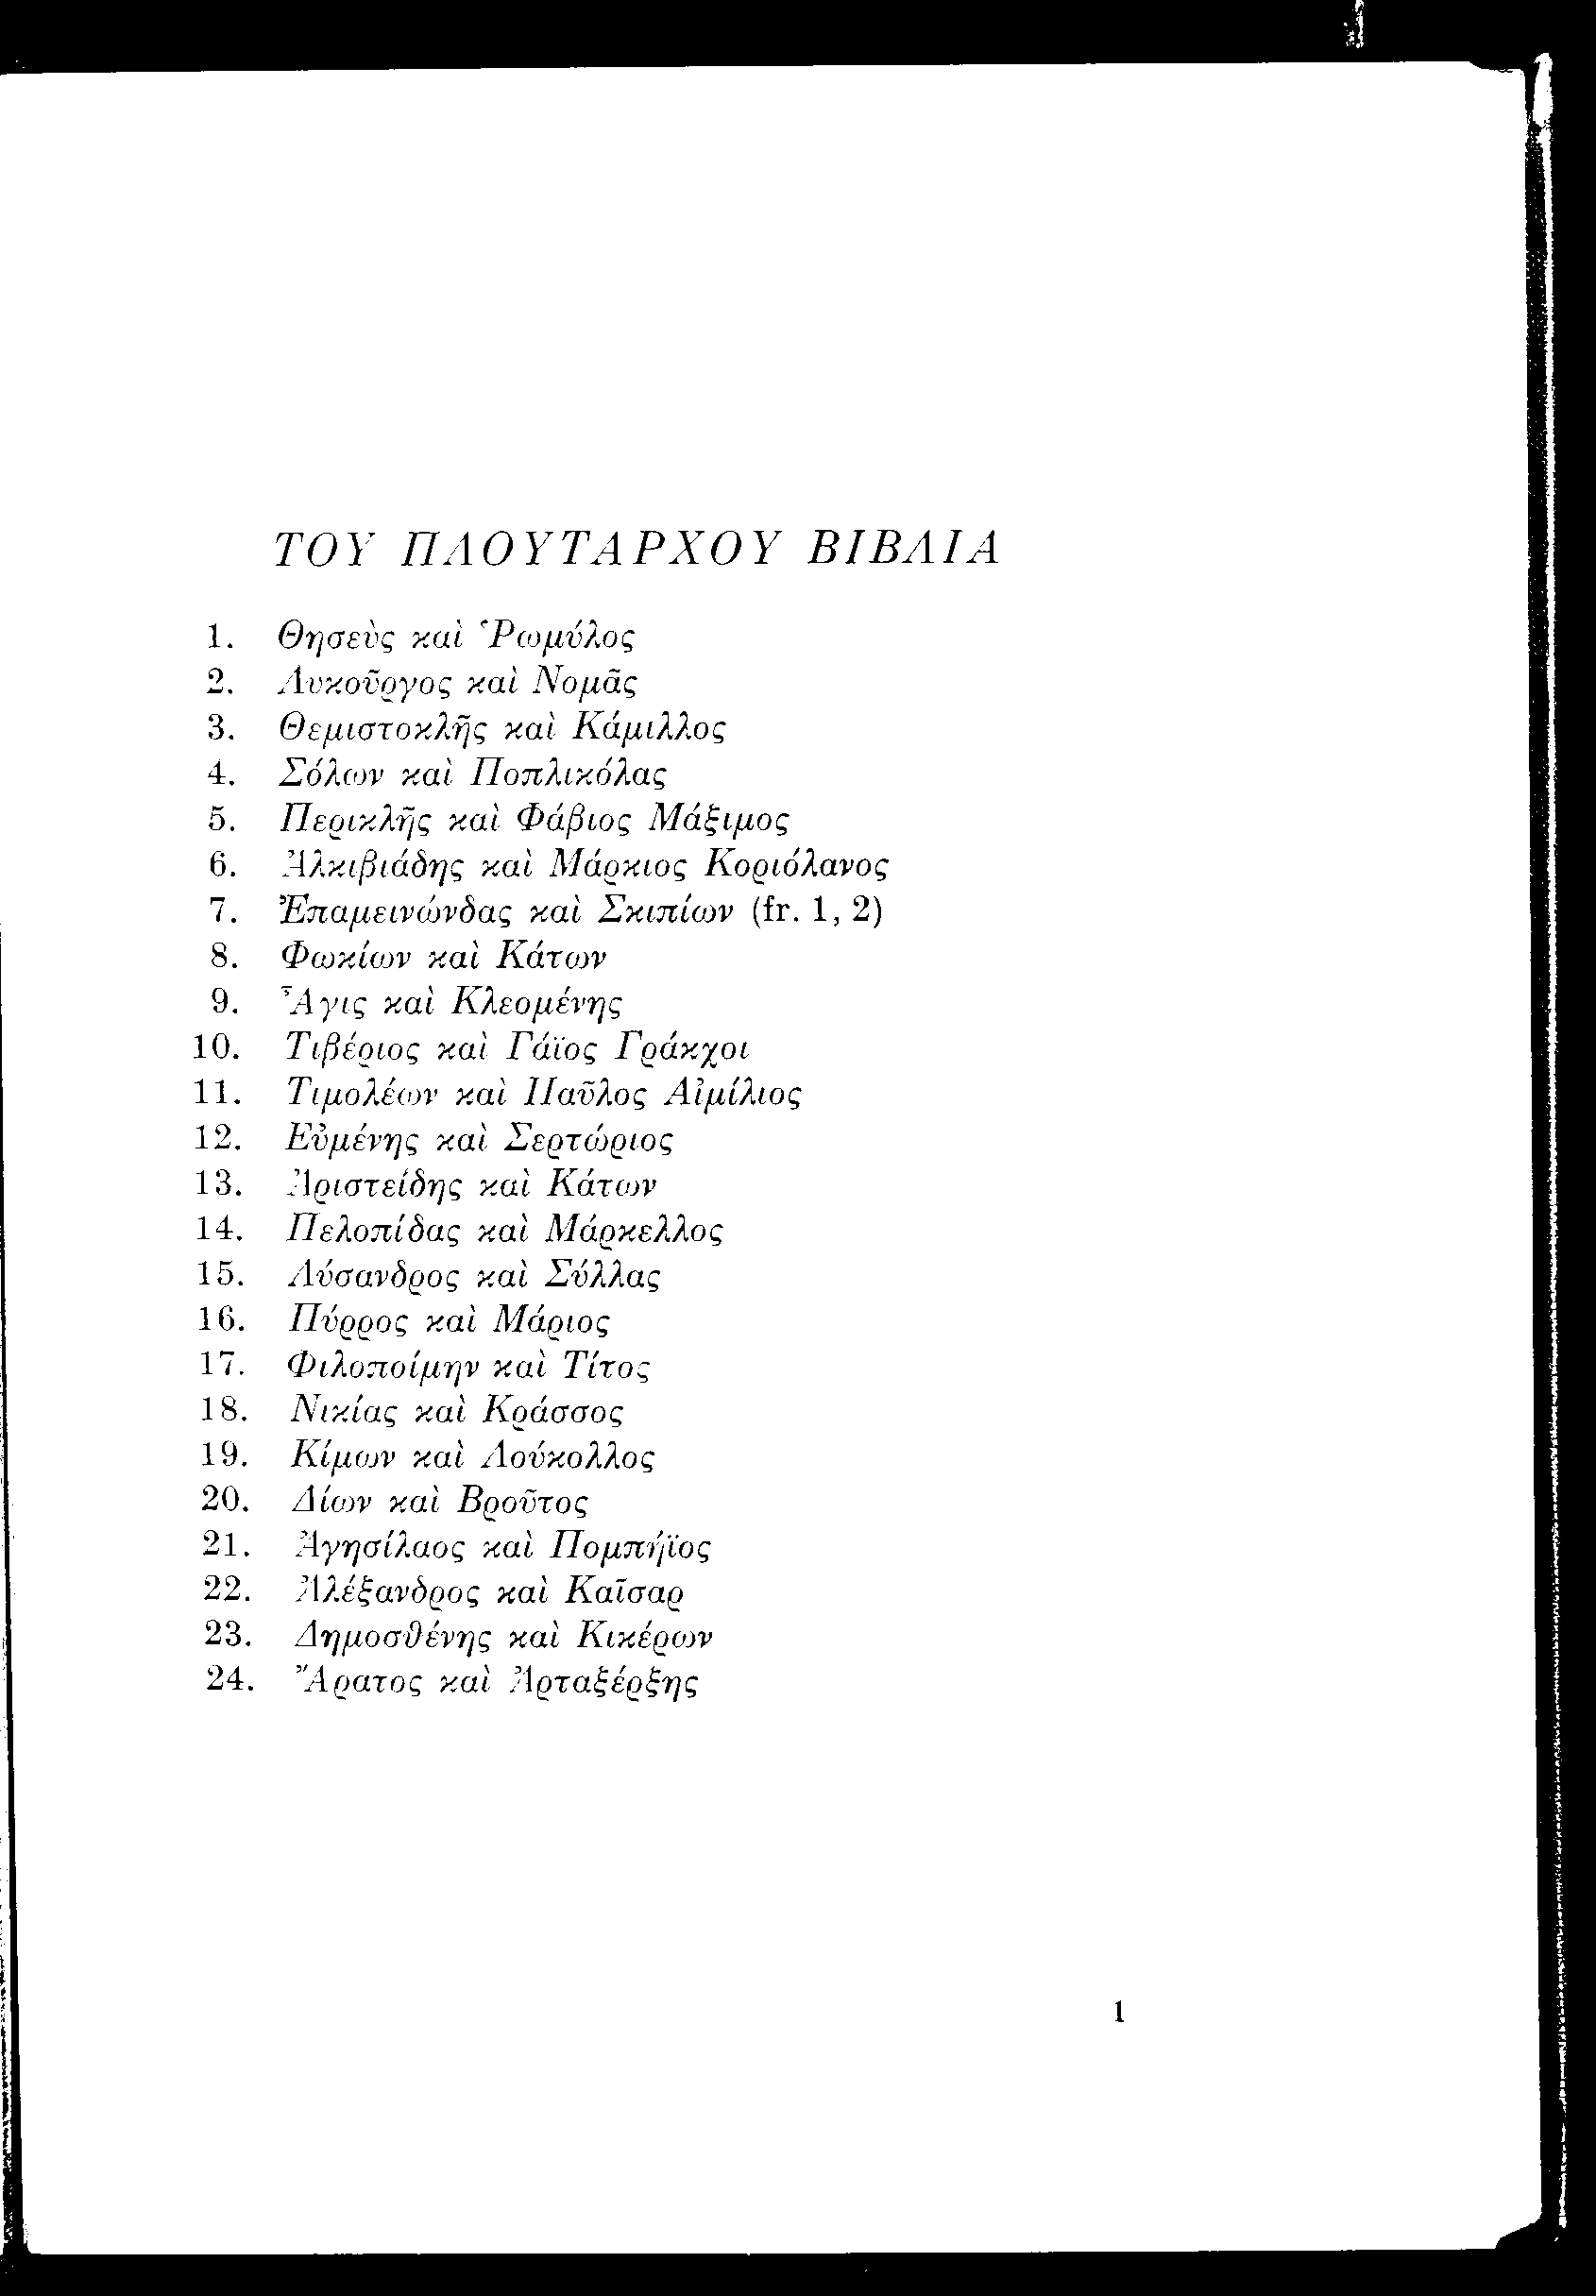 ΤΟΥ ΠΛΟΥΤΑΡΧΟΥ ΒΙΒΛΙΑ
1. Θησεὺς καὶ Ῥωμύλος
2. Λυκοῦργος καὶ Νομᾶς
3. Θεμιστοκλῆς καὶ Κάμιλλος
4. Σόλων καὶ Ποπλικόλας
5. Περικλῆς καὶ Φάβιος Μάξιμος
6. Ἀλκιβιάδης καὶ Μάρκιος Κοριόλανος
7. Ἐπαμεινώνδας καὶ Σκιπίων (fr. 1, 2)
8. Φωκίων καὶ Κάτων
9. Ἆγις καὶ Κλεομένης
10. Τιβέριος καὶ Γάϊος Γράκχοι
11. Τιμολέων καὶ Παῦλος Αἰμίλιος
12. Εὐμένης καὶ Σερτώριος
13. Ἀριστείδης καὶ Κάτων
14. Πελοπίδας καὶ Μάρκελλος
15. Λύσανδρος καὶ Σύλλας
16. Πύρρος καὶ Μάριος
17. Φιλοποίμην καὶ Τίτος
18. Νικίας καὶ Κράσσος
19. Κίμων καὶ Λούκολλος
20. Δίων καὶ Βροῦτος
21. Ἀγησίλαος καὶ Πομπήϊος
22. Ἀλέξανδρος καὶ Καῖσαρ
23. Δημοσθένης καὶ Κικέρων
24. Ἄρατος καὶ Ἀρταξέρξης
1